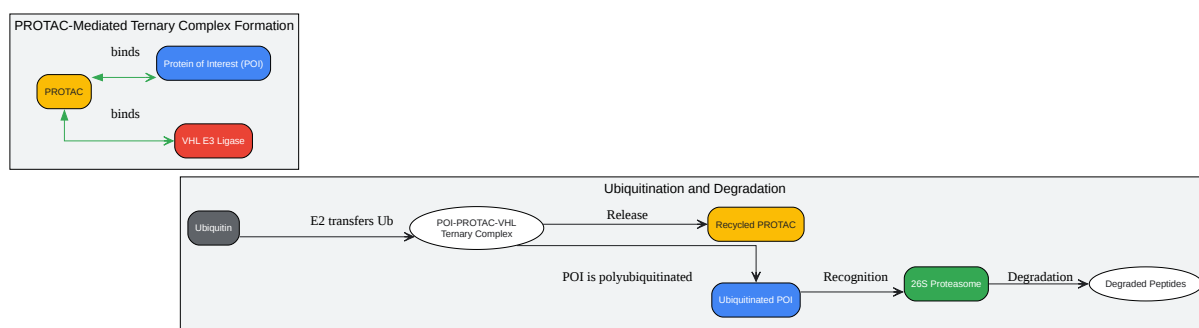 PROTAC-Mediated Ternary Complex Formation
binds
Protein of Interest (POI)
PROTAC
binds
VHL E3 Ligase
Ubiquitination and Degradation
Ubiquitin
E2 transfers Ub
POI-PROTAC-VHL
Ternary Complex
Release
Recycled PROTAC
POI is polyubiquitinated
Ubiquitinated POI
Recognition
26S Proteasome
Degradation
Degraded Peptides